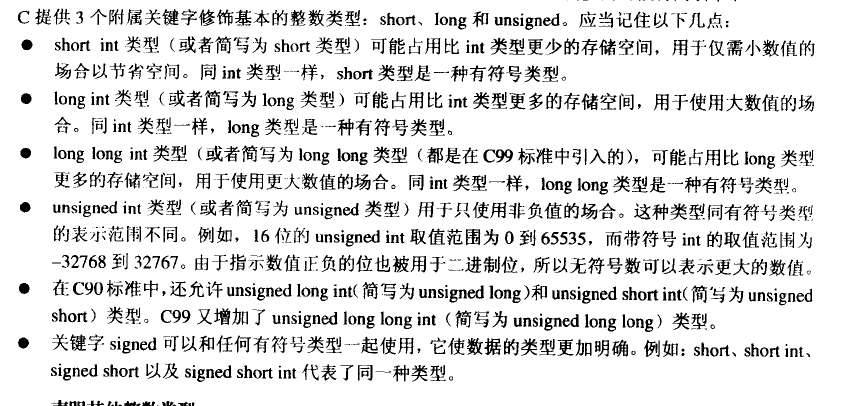 C 提供 3 个附属关键字修饰基本的整数类型：short、long 和 unsigned。应当记住以下几点：
● short int 类型（或者简写为 short 类型）可能占用比 int 类型更少的存储空间，用于仅需小数值的
场合以节省空间。同 int 类型一样，short 类型是一种有符号类型。
● long int 类型（或者简写为 long 类型）可能占用比 int 类型更多的存储空间，用于使用大数值的场
合。同 int 类型一样，long 类型是一种有符号类型。
● long long int 类型（或者简写为 long long 类型（都是在 C99 标准中引入的），可能占用比 long 类型
更多的存储空间，用于使用更大数值的场合。同 int 类型一样，long long 类型是一种有符号类型。
● unsigned int 类型（或者简写为 unsigned 类型）用于只使用非负值的场合。这种类型同有符号类型
的表示范围不同。例如，16 位的 unsigned int 取值范围为 0 到 65535，而带符号 int 的取值范围为
–32768 到 32767。由于指示数值正负的位也被用于二进制位，所以无符号数可以表示更大的数值。
● 在 C90 标准中，还允许 unsigned long int（简写为 unsigned long）和 unsigned short int（简写为 unsigned
short）类型。C99 又增加了 unsigned long long int（简写为 unsigned long long）类型。
● 关键字 signed 可以和任何有符号类型一起使用，它使数据的类型更加明确。例如：short、short int、
signed short 以及 signed short int 代表了同一种类型。